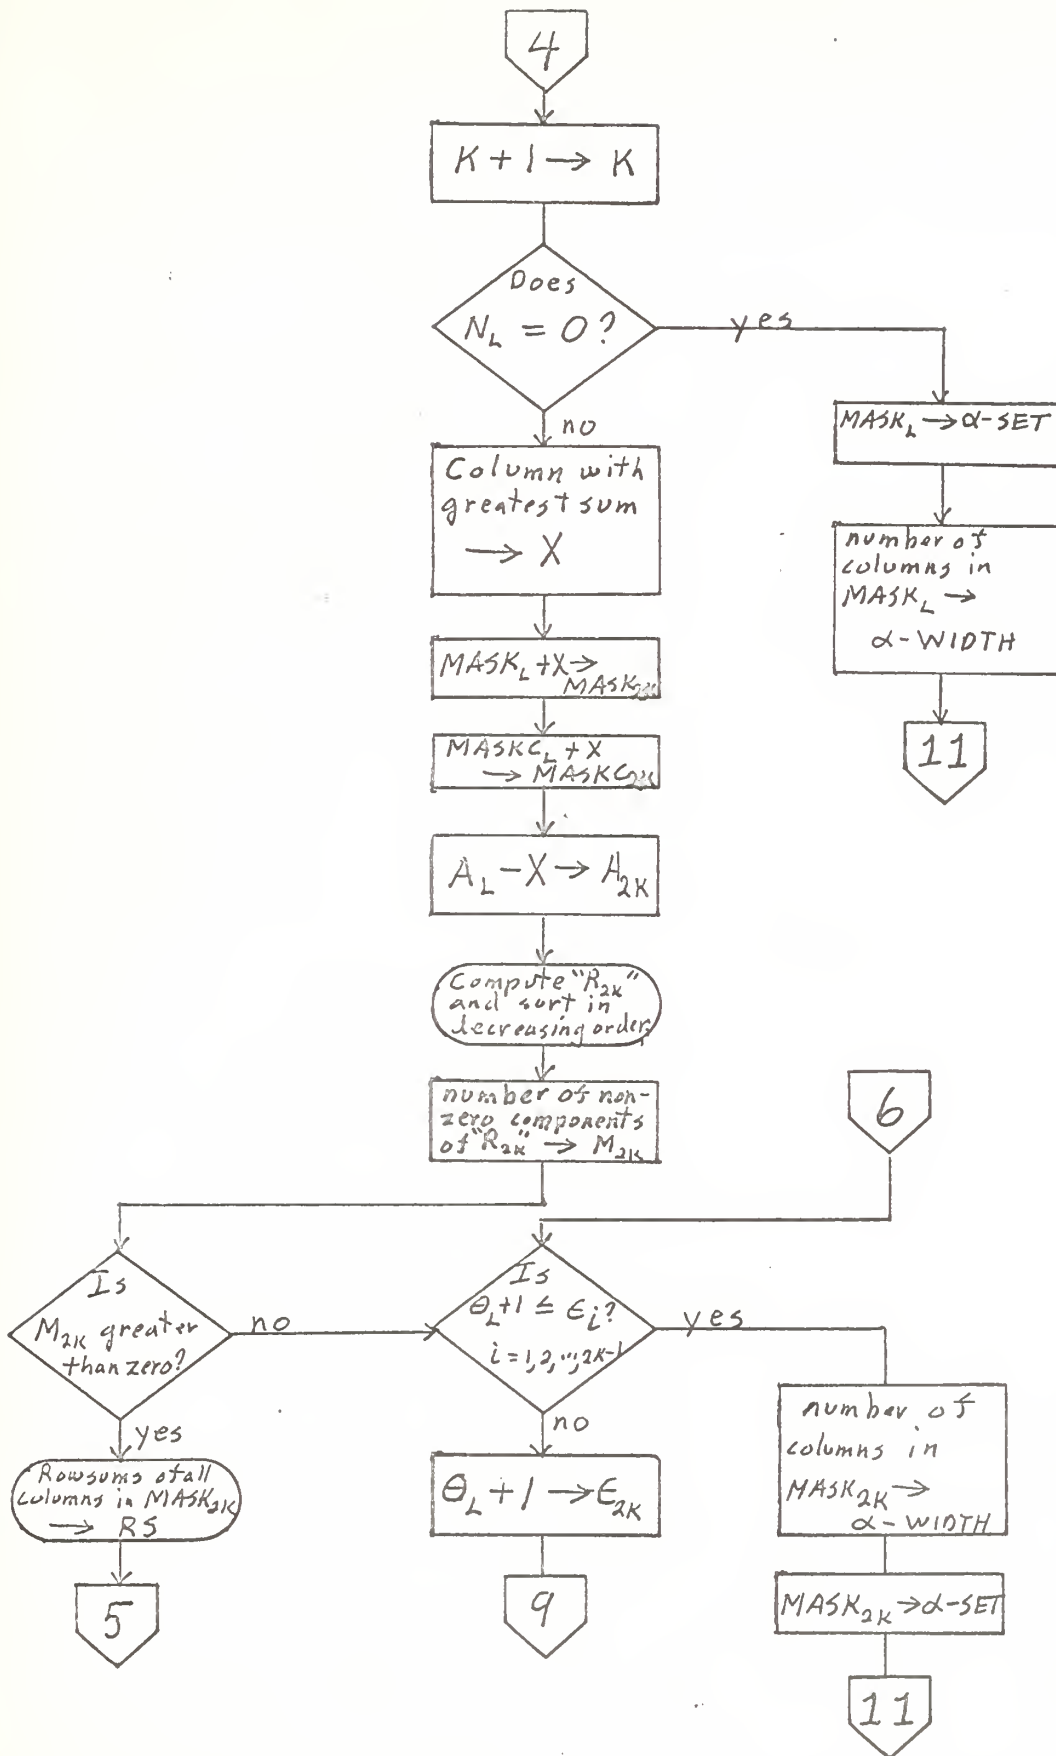 4
K + 1 → K
Does
N_L = 0?
yes
no
MASK_L → α-SET
Column with
greatest sum
→ X
number of
columns in
MASK_L →
α-WIDTH
11
MASK_L + X →
MASK_2K
MASKC_L + X
→ MASKC_2K
A_L - X → A_2K
Compute "R_2K"
and sort in
decreasing order
number of non-
zero components
of "R_2K" → M_2K
6
Is
M_2K greater
than zero?
no
yes
Is
Θ_L + 1 ≤ ϵ_i?
i = 1, 2, ..., 2K-1
yes
no
Rowsums of all
columns in MASK_2K
→ RS
5
Θ_L + 1 → ϵ_2K
9
number of
columns in
MASK_2K →
α-WIDTH
MASK_2K → α-SET
11